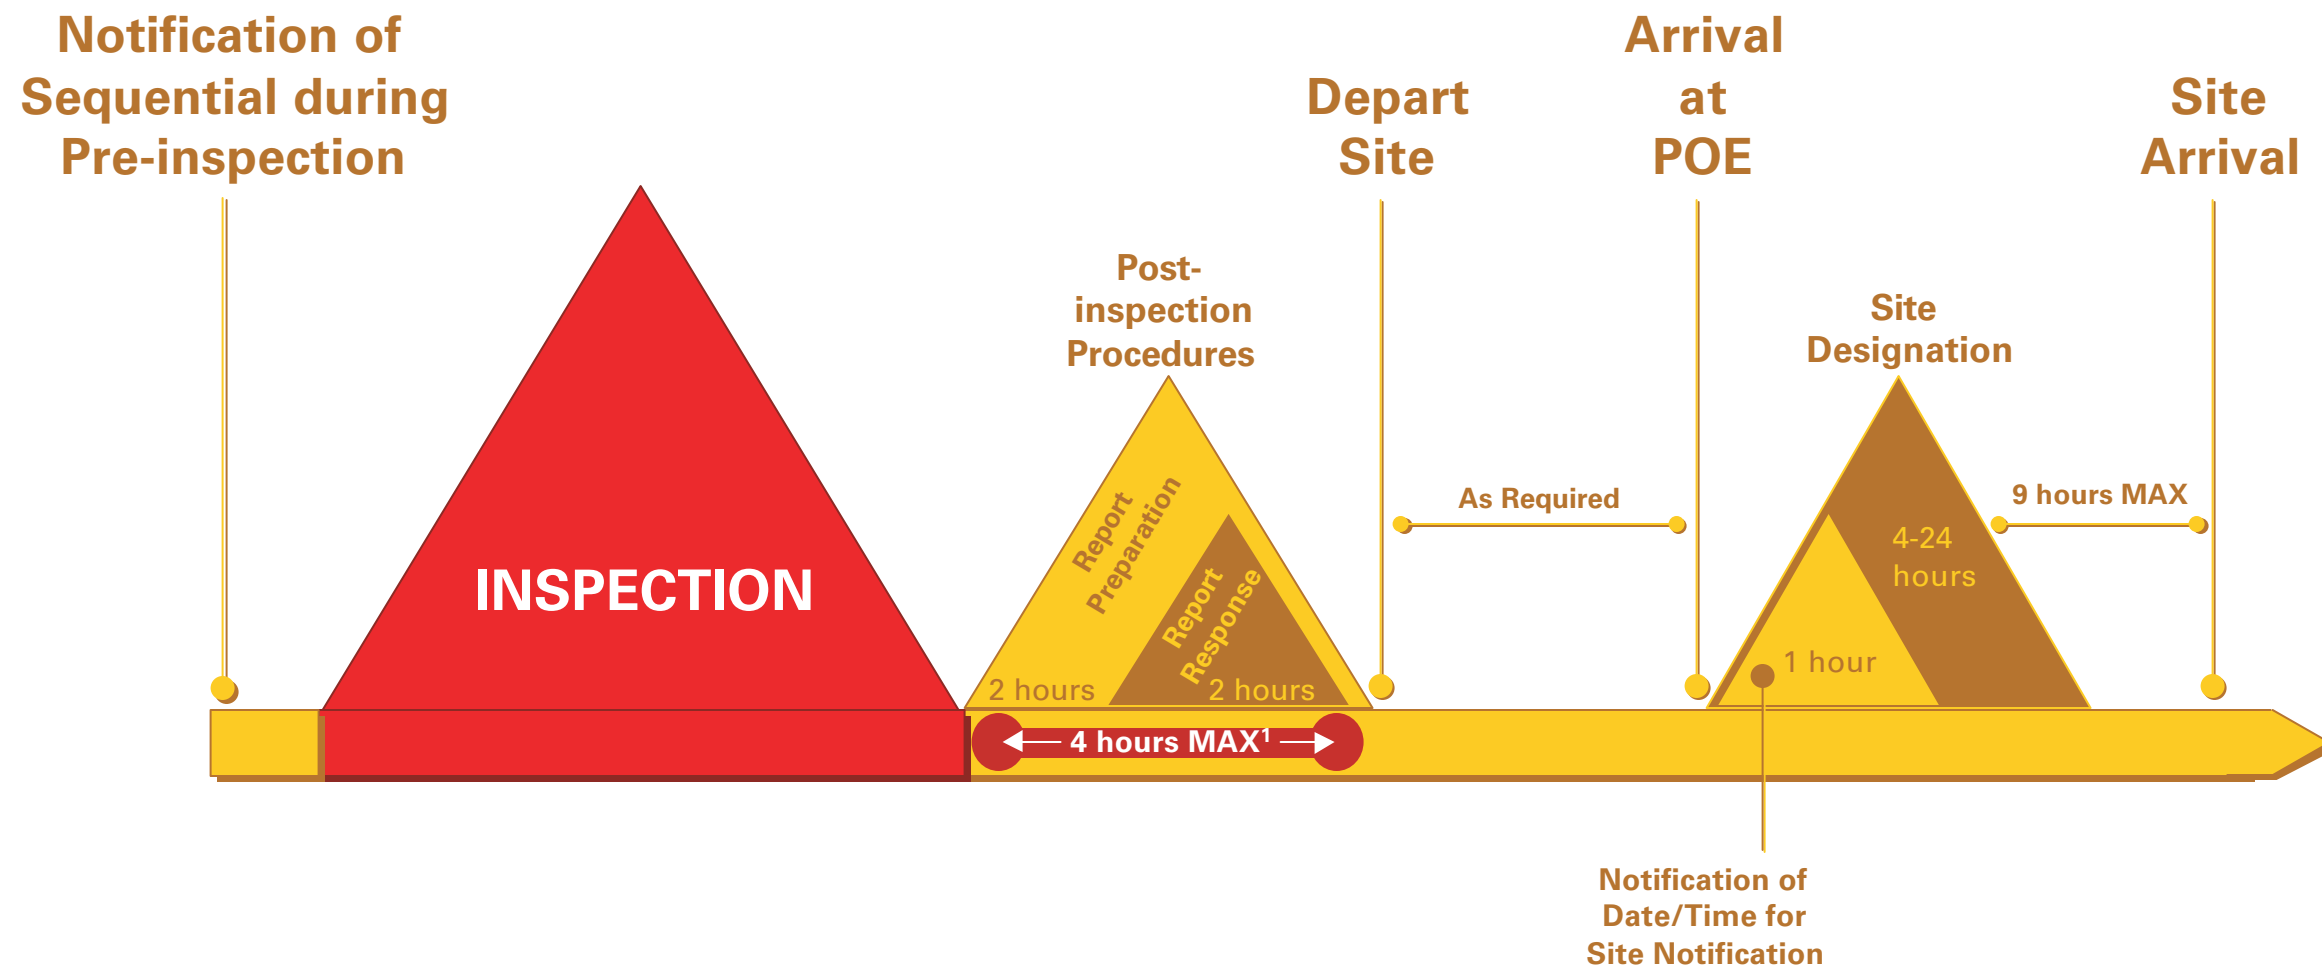 Notification of
Sequential during
Pre-inspection
INSPECTION
Post-
inspection
Procedures
Report
Preparation
Report
Response
2 hours
2 hours
4 hours MAX¹
Depart
Site
As Required
Arrival
at
POE
Site
Designation
4-24
hours
1 hour
Notification of
Date/Time for
Site Notification
9 hours MAX
Site
Arrival